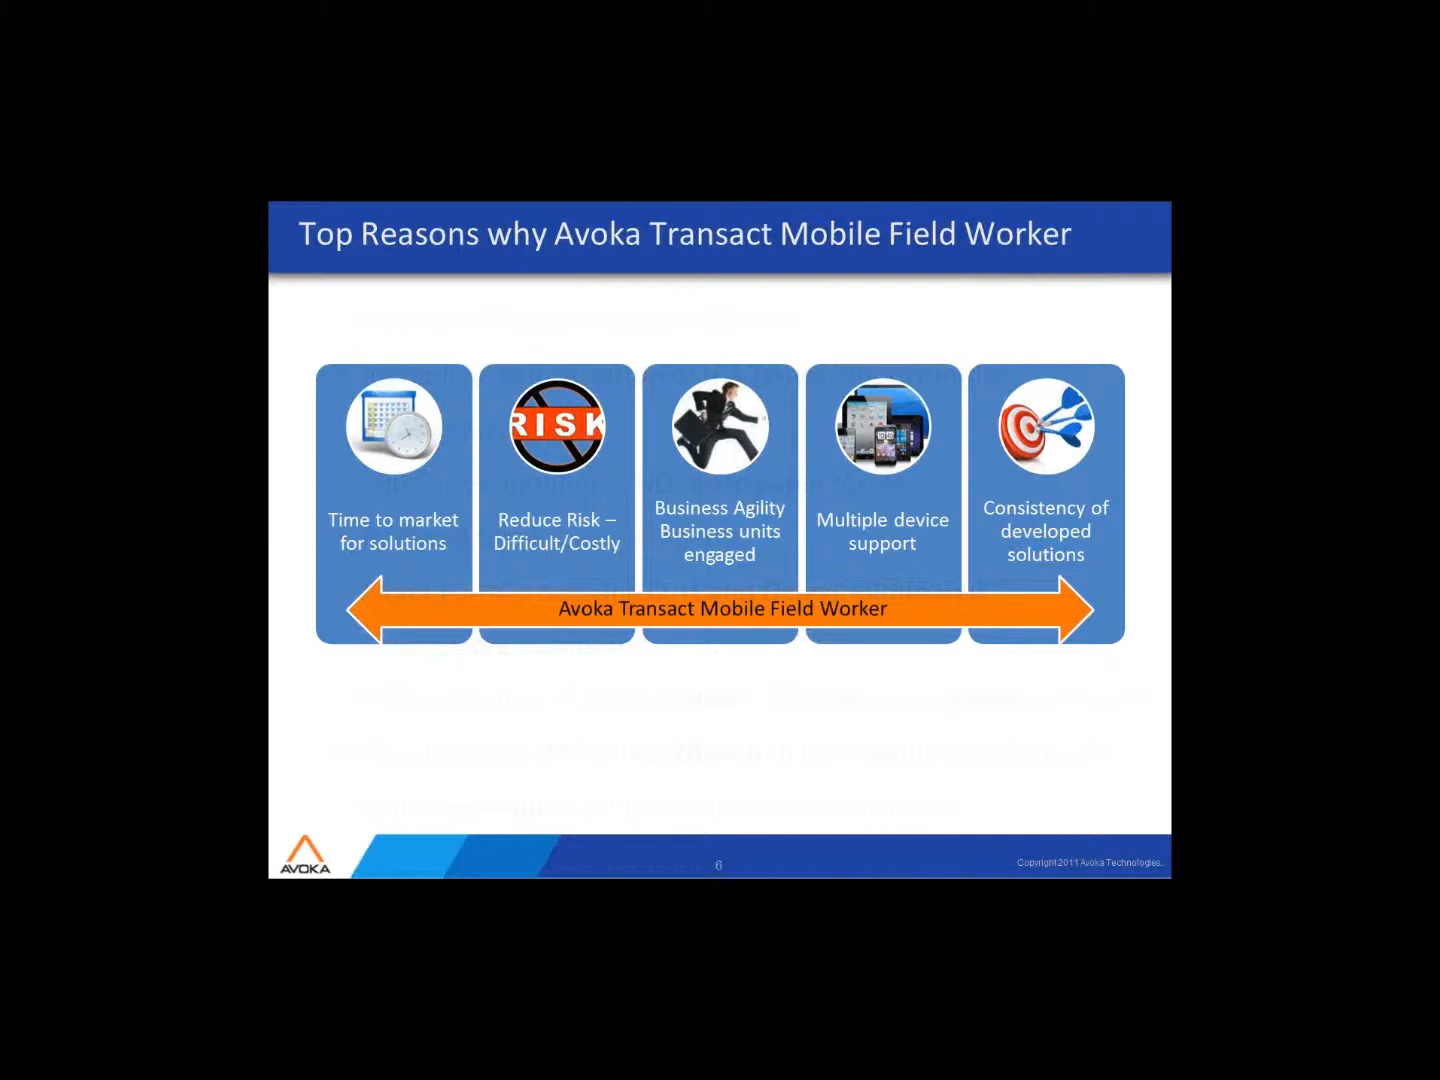 Top Reasons why Avoka Transact Mobile Field Worker
RISK
Time to market
for solutions
Reduce Risk –
Difficult/Costly
Business Agility
Business units
engaged
Multiple device
support
Consistency of
developed
solutions
Avoka Transact Mobile Field Worker
AVOKA
6
Copyright 2011 Avoka Technologies..